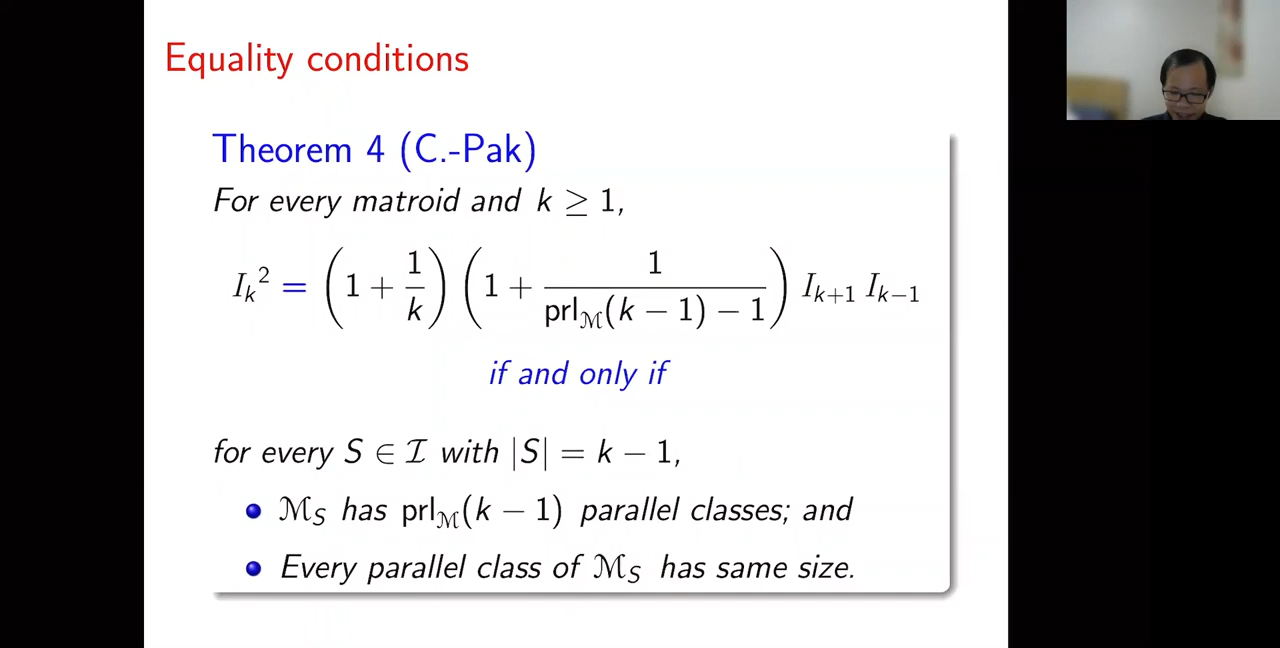 Equality conditions
Theorem 4 (C.-Pak)
For every matroid and k ≥ 1,
I_k^2 = (1 + 1/k) (1 + 1/(prl_ℳ(k − 1) − 1)) I_{k+1} I_{k−1}
if and only if
for every S ∈ ℐ with |S| = k − 1,
ℳ_S has prl_ℳ(k − 1) parallel classes; and
Every parallel class of ℳ_S has same size.